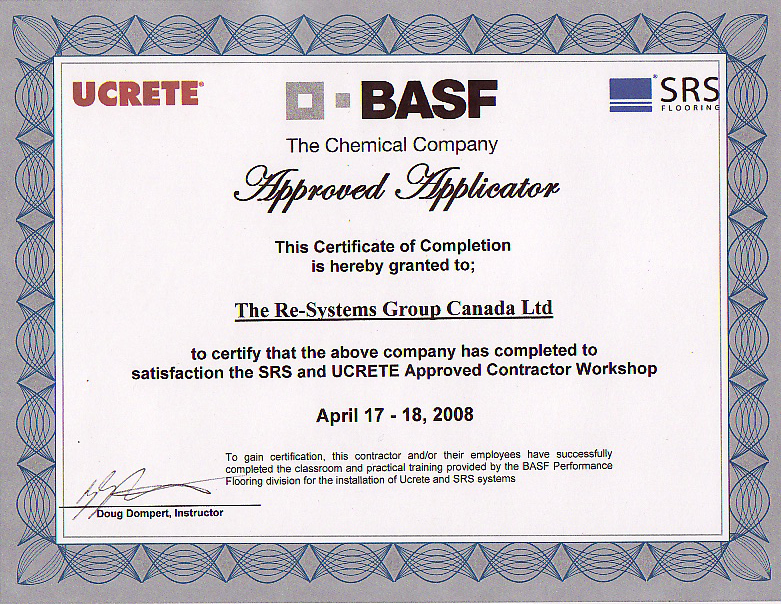 UCRETE®
BASF
® SRS
FLOORING
The Chemical Company
Approved Applicator
This Certificate of Completion
is hereby granted to;
The Re-Systems Group Canada Ltd
to certify that the above company has completed to
satisfaction the SRS and UCRETE Approved Contractor Workshop
April 17 - 18, 2008
To gain certification, this contractor and/or their employees have successfully
completed the classroom and practical training provided by the BASF Performance
Flooring division for the installation of Ucrete and SRS systems
Doug Dompert, Instructor